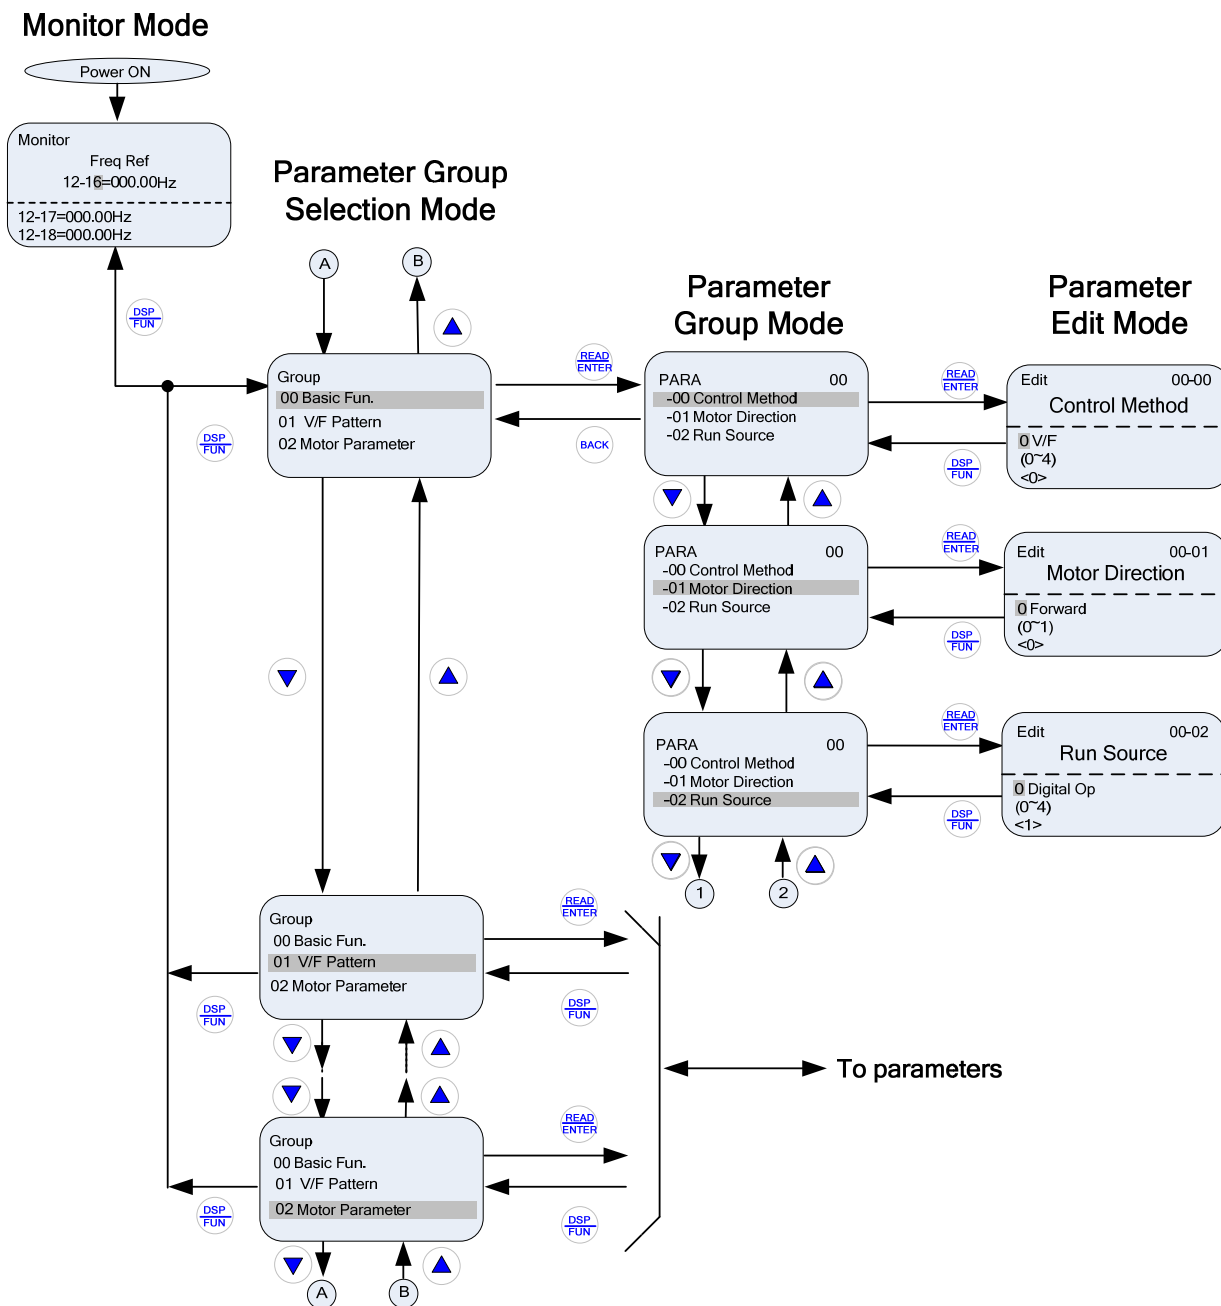 Monitor Mode
Power ON
Monitor
Freq Ref
12-16=000.00Hz
12-17=000.00Hz
12-18=000.00Hz
DSP
FUN
Parameter Group
Selection Mode
A
B
Group
00 Basic Fun.
01 V/F Pattern
02 Motor Parameter
DSP
FUN
READ
ENTER
BACK
Parameter
Group Mode
PARA 00
-00 Control Method
-01 Motor Direction
-02 Run Source
READ
ENTER
DSP
FUN
Parameter
Edit Mode
Edit 00-00
Control Method
0 V/F
(0~4)
<0>
PARA 00
-00 Control Method
-01 Motor Direction
-02 Run Source
READ
ENTER
DSP
FUN
Edit 00-01
Motor Direction
0 Forward
(0~1)
<0>
PARA 00
-00 Control Method
-01 Motor Direction
-02 Run Source
READ
ENTER
DSP
FUN
Edit 00-02
Run Source
0 Digital Op
(0~4)
<1>
1
2
Group
00 Basic Fun.
01 V/F Pattern
02 Motor Parameter
DSP
FUN
READ
ENTER
DSP
FUN
To parameters
Group
00 Basic Fun.
01 V/F Pattern
02 Motor Parameter
DSP
FUN
READ
ENTER
DSP
FUN
A
B